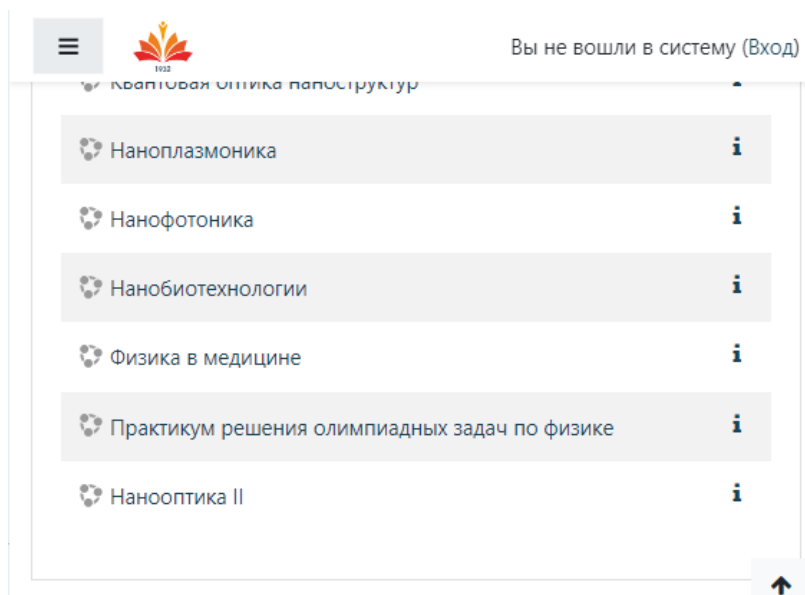 1932
Вы не вошли в систему (Вход)
Квантовая оптика наноструктур
Наноплазмоника
Нанофотоника
Нанобиотехнологии
Физика в медицине
Практикум решения олимпиадных задач по физике
Нанооптика II